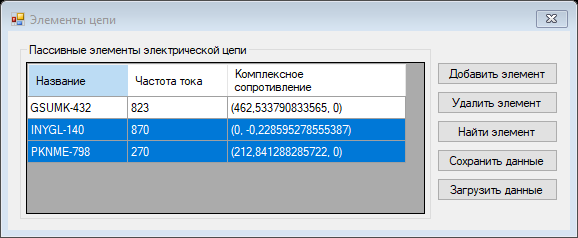 Элементы цепи
Пассивные элементы электрической цепи
Название Частота тока Комплексное сопротивление
GSUMK-432 823 (462,533790833565, 0)
INYGL-140 870 (0, -0,228595278555387)
PKNME-798 270 (212,841288285722, 0)
Добавить элемент
Удалить элемент
Найти элемент
Сохранить данные
Загрузить данные